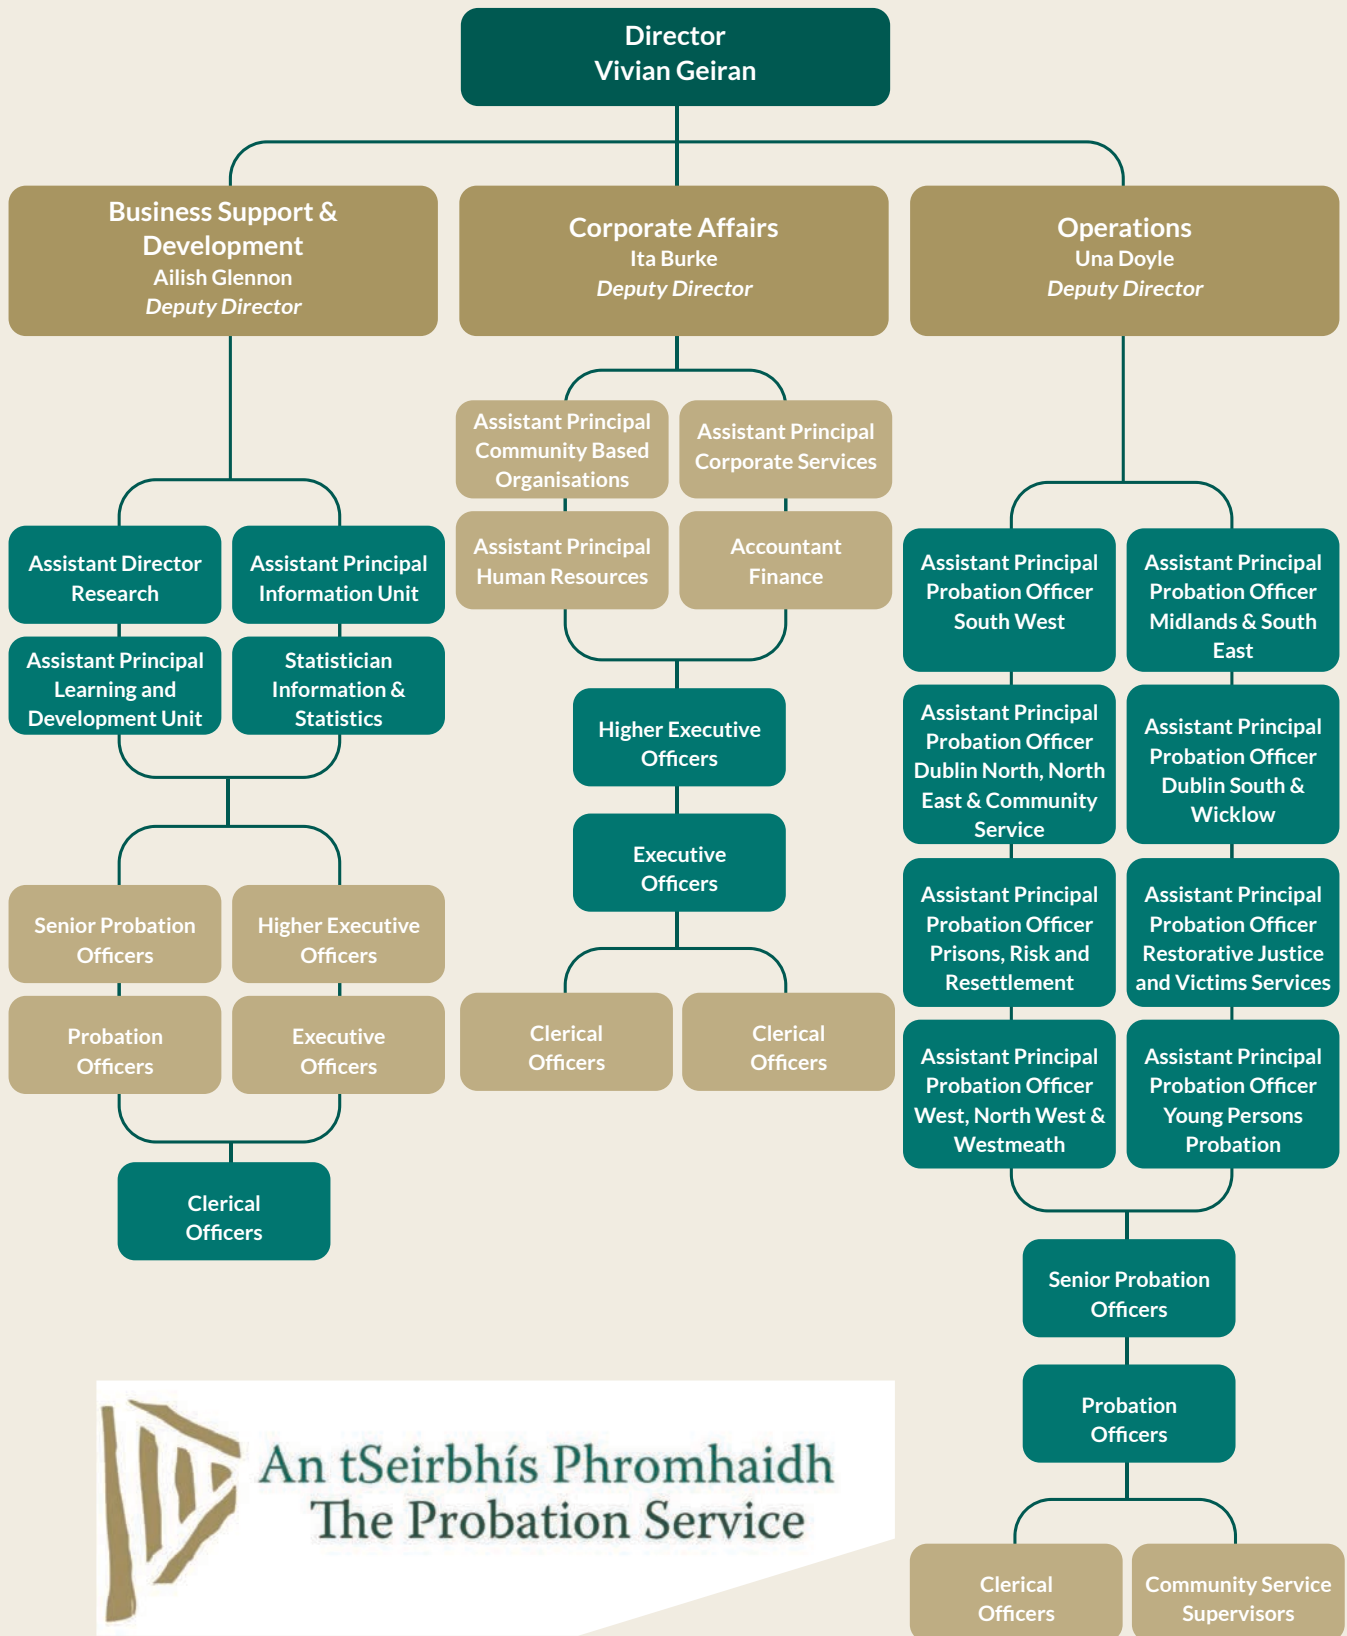 Director
Vivian Geiran
Business Support &
Development
Ailish Glennon
Deputy Director
Corporate Affairs
Ita Burke
Deputy Director
Operations
Una Doyle
Deputy Director
Assistant Director
Research
Assistant Principal
Information Unit
Assistant Principal
Learning and
Development Unit
Statistician
Information &
Statistics
Senior Probation
Officers
Higher Executive
Officers
Probation
Officers
Executive
Officers
Clerical
Officers
Assistant Principal
Community Based
Organisations
Assistant Principal
Corporate Services
Assistant Principal
Human Resources
Accountant
Finance
Higher Executive
Officers
Executive
Officers
Clerical
Officers
Clerical
Officers
Assistant Principal
Probation Officer
South West
Assistant Principal
Probation Officer
Midlands & South
East
Assistant Principal
Probation Officer
Dublin North, North
East & Community
Service
Assistant Principal
Probation Officer
Dublin South &
Wicklow
Assistant Principal
Probation Officer
Prisons, Risk and
Resettlement
Assistant Principal
Probation Officer
Restorative Justice
and Victims Services
Assistant Principal
Probation Officer
West, North West &
Westmeath
Assistant Principal
Probation Officer
Young Persons
Probation
Senior Probation
Officers
Probation
Officers
Clerical
Officers
Community Service
Supervisors
An tSeirbhís Phromhaidh
The Probation Service